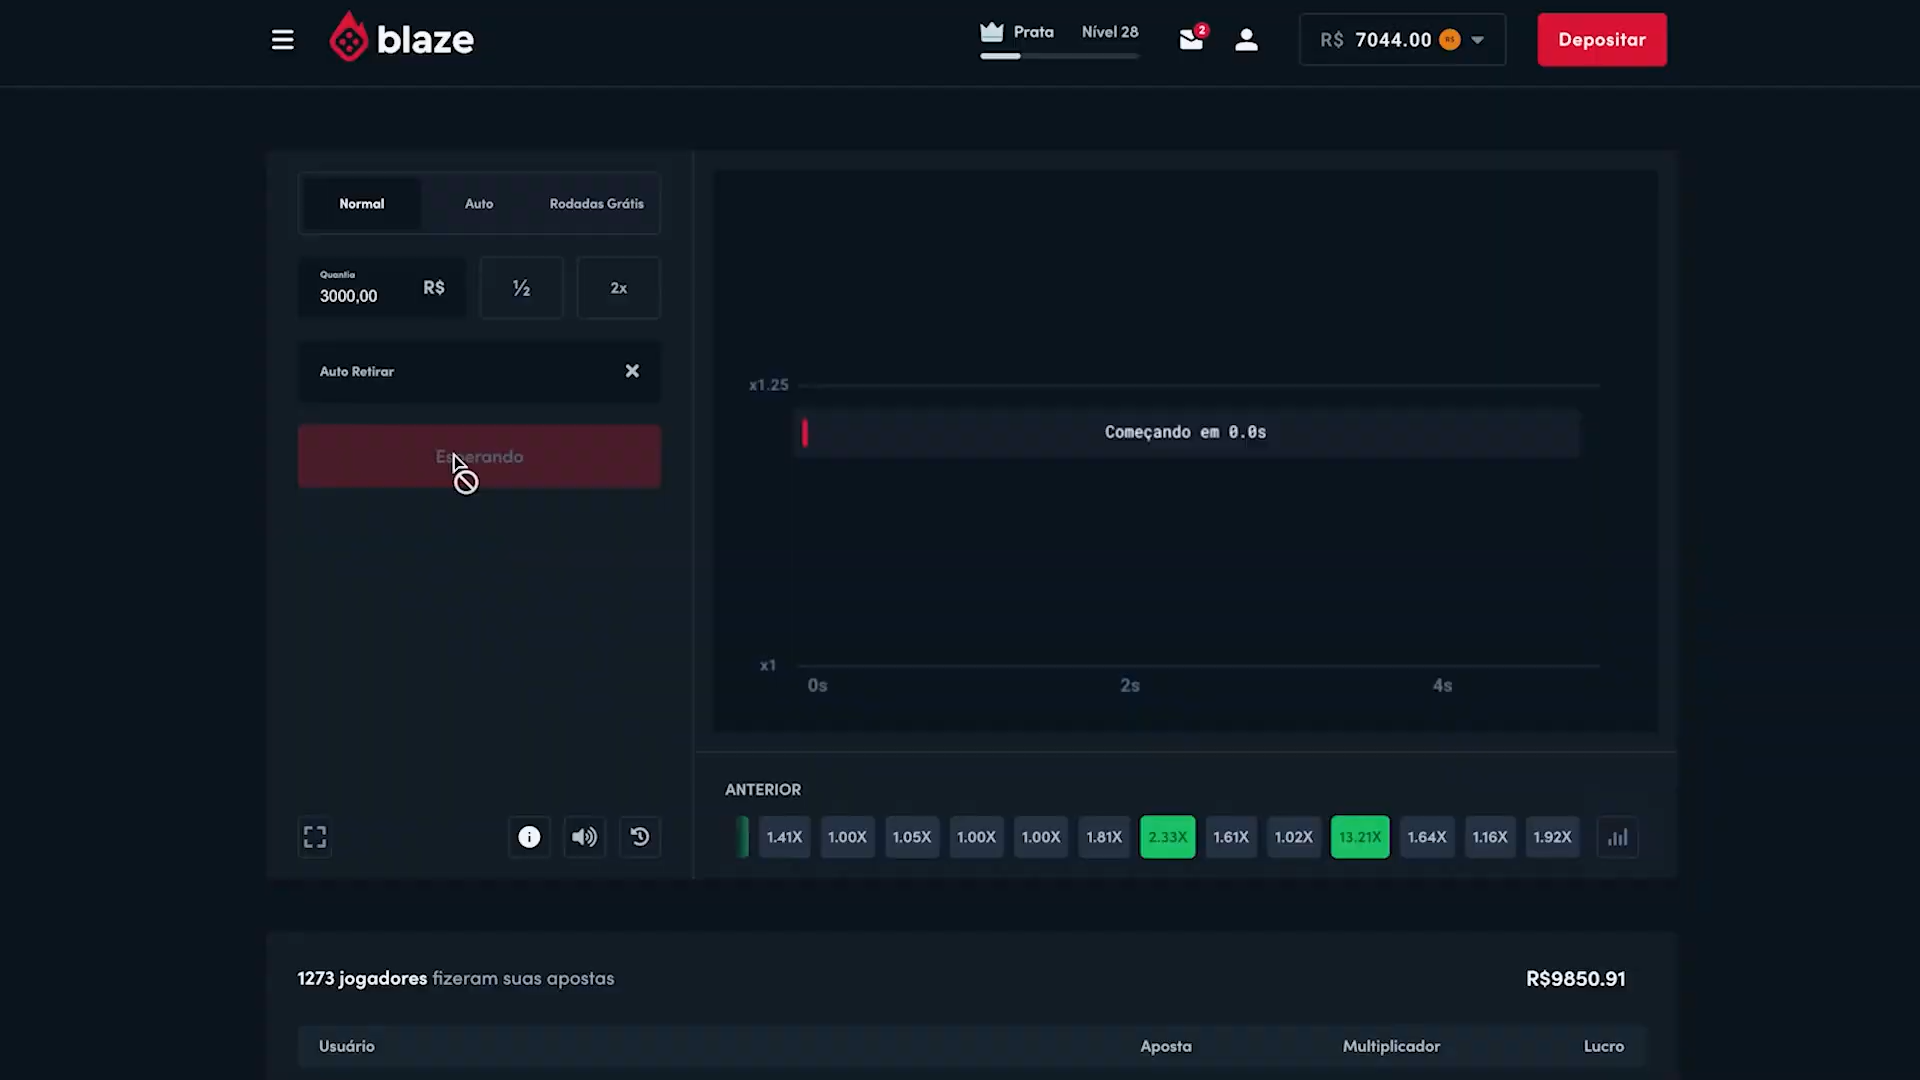 blaze
Prata Nível 28
2
R$ 7044.00 R$
Depositar
Normal Auto Rodadas Grátis
Quantia
3000,00 R$ ½ 2x
Auto Retirar
Esperando
x1.25
Começando em 0.0s
x1
0s 2s 4s
ANTERIOR
1.41X 1.00X 1.05X 1.00X 1.00X 1.81X 2.33X 1.61X 1.02X 13.21X 1.64X 1.16X 1.92X
1273 jogadores fizeram suas apostas R$9850.91
Usuário Aposta Multiplicador Lucro